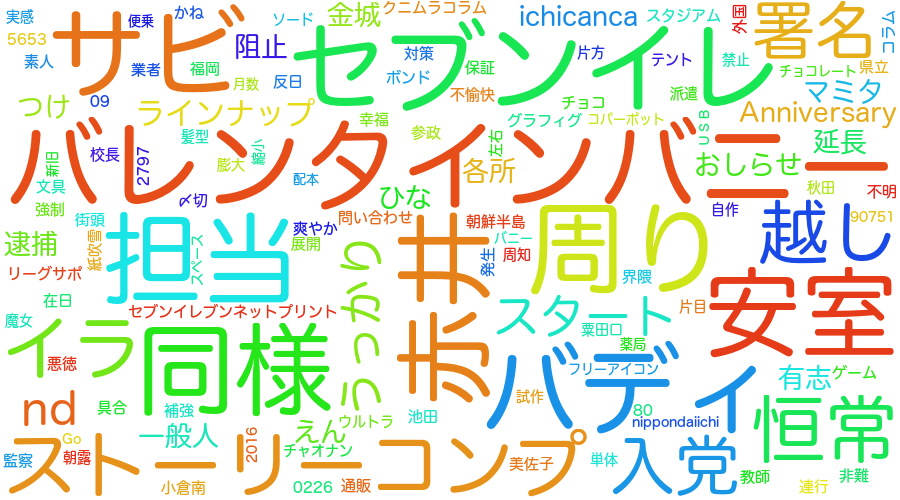 実感
便乗
かね
ソード
金城
クニムラコラム
ichicanca
スタジアム
外国
署名
コラム
5653
素人
サビ
業者
福岡
阻止
セブンイレ
対策
片方
テント
禁止
チョコレート
県立
09
月数
反日
ボンド
保証
不愉快
チョコ
派遣
マミタ
つけ
ラインナップ
髪型
縮小
幸福
参政
左右
グラフィグ
コパーボット
USB
Anniversary
延長
バレンタインバニー
校長
2797
膨大
各所
おしらせ
新旧
文具
配本
ひな
秋田
不明
強制
〆切
自作
街頭
担当
爽やか
問い合わせ
朝鮮半島
周り
越し
90751
逮捕
紙吹雪
スペース
展開
うっかり
赤井
バニー
周知
発生
界隈
安室
リーグサポ
在日
セブンイレブンネットプリント
スタート
片目
魔女
イラ
同様
粟田口
薬局
悪徳
バディ
フリーアイコン
有志
ゲーム
nd
具合
補強
ウルトラ
池田
試作
80
nippondaiichi
恒常
一般人
えん
Go
監察
朝露
ストーリーコンプ
2016
チャオナン
美佐子
単体
入党
教師
非難
小倉南
0226
通販
連行